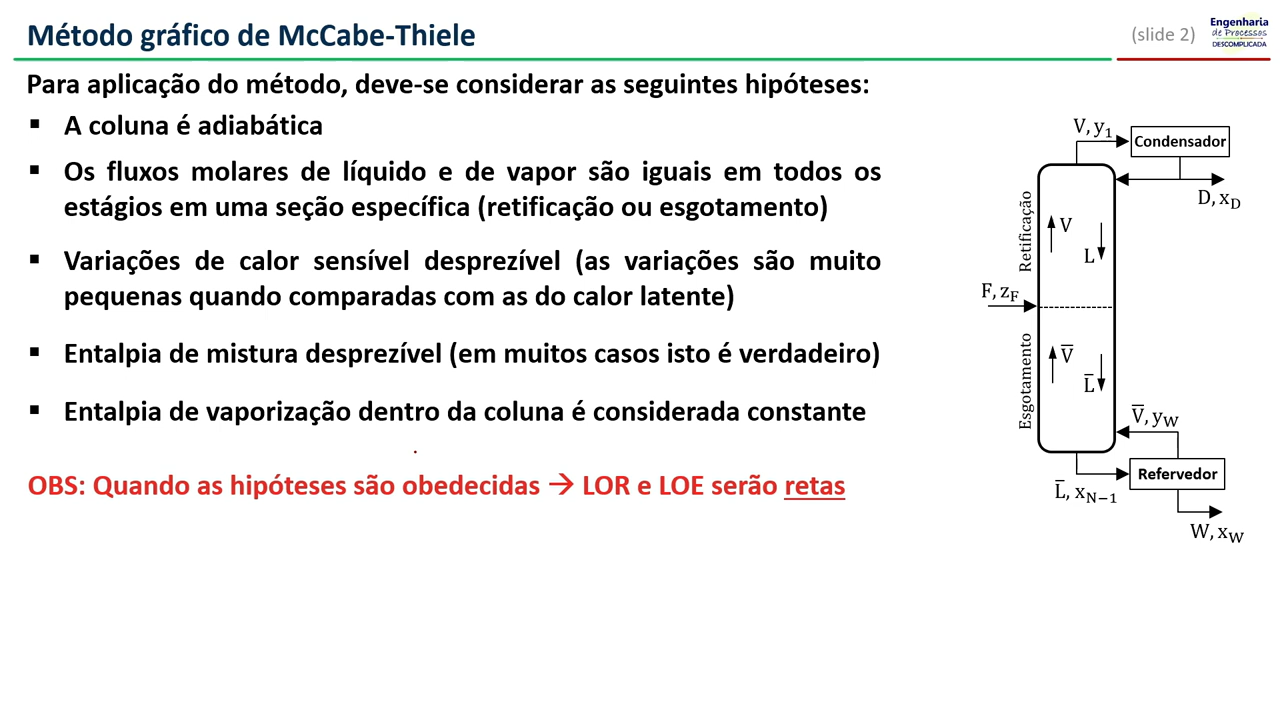 Método gráfico de McCabe-Thiele
(slide 2)
Engenharia
de Processos
DESCOMPLICADA
Para aplicação do método, deve-se considerar as seguintes hipóteses:
▪ A coluna é adiabática
▪ Os fluxos molares de líquido e de vapor são iguais em todos os
estágios em uma seção específica (retificação ou esgotamento)
▪ Variações de calor sensível desprezível (as variações são muito
pequenas quando comparadas com as do calor latente)
▪ Entalpia de mistura desprezível (em muitos casos isto é verdadeiro)
▪ Entalpia de vaporização dentro da coluna é considerada constante
OBS: Quando as hipóteses são obedecidas → LOR e LOE serão retas
V, y₁
Condensador
D, x_D
Retificação
V
L
F, z_F
Esgotamento
V̅
L̅
V̅, y_W
Refervedor
L̅, x_N−1
W, x_W